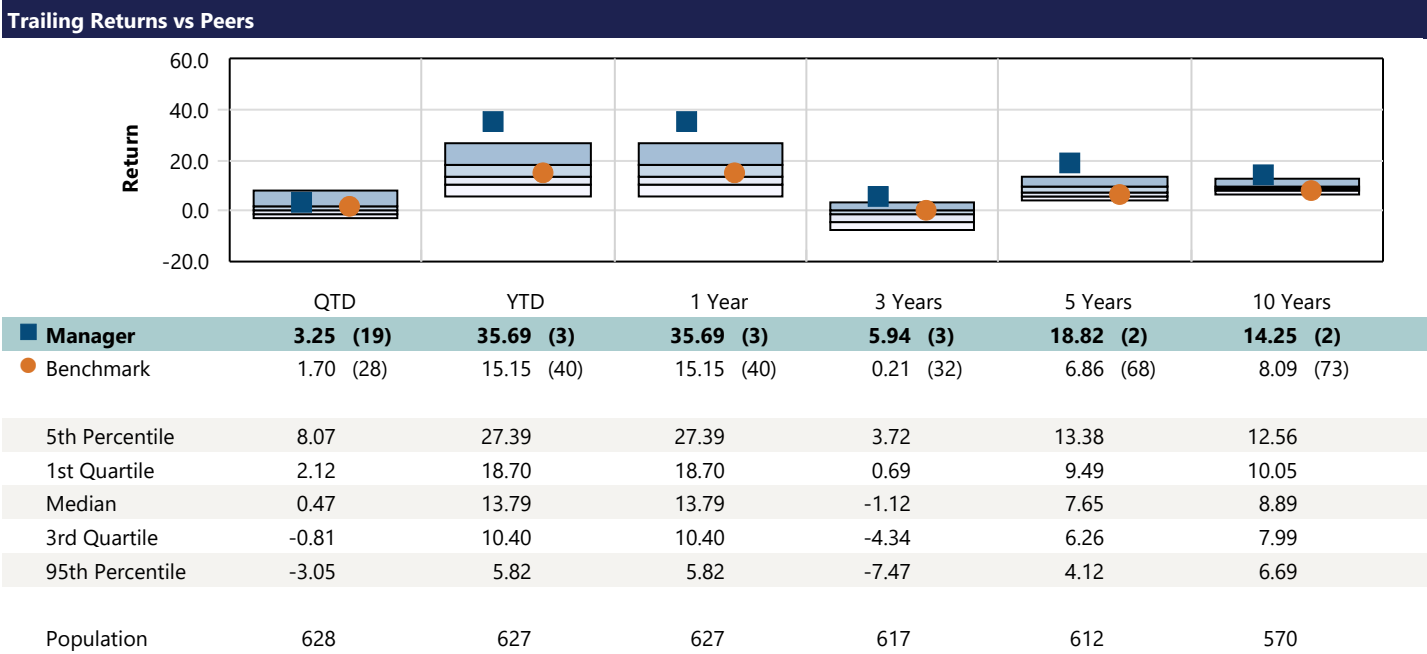 Trailing Returns vs Peers
60.0
40.0
20.0
0.0
-20.0
Return
QTD YTD 1 Year 3 Years 5 Years 10 Years
Manager 3.25 (19) 35.69 (3) 35.69 (3) 5.94 (3) 18.82 (2) 14.25 (2)
Benchmark 1.70 (28) 15.15 (40) 15.15 (40) 0.21 (32) 6.86 (68) 8.09 (73)
5th Percentile 8.07 27.39 27.39 3.72 13.38 12.56
1st Quartile 2.12 18.70 18.70 0.69 9.49 10.05
Median 0.47 13.79 13.79 -1.12 7.65 8.89
3rd Quartile -0.81 10.40 10.40 -4.34 6.26 7.99
95th Percentile -3.05 5.82 5.82 -7.47 4.12 6.69
Population 628 627 627 617 612 570